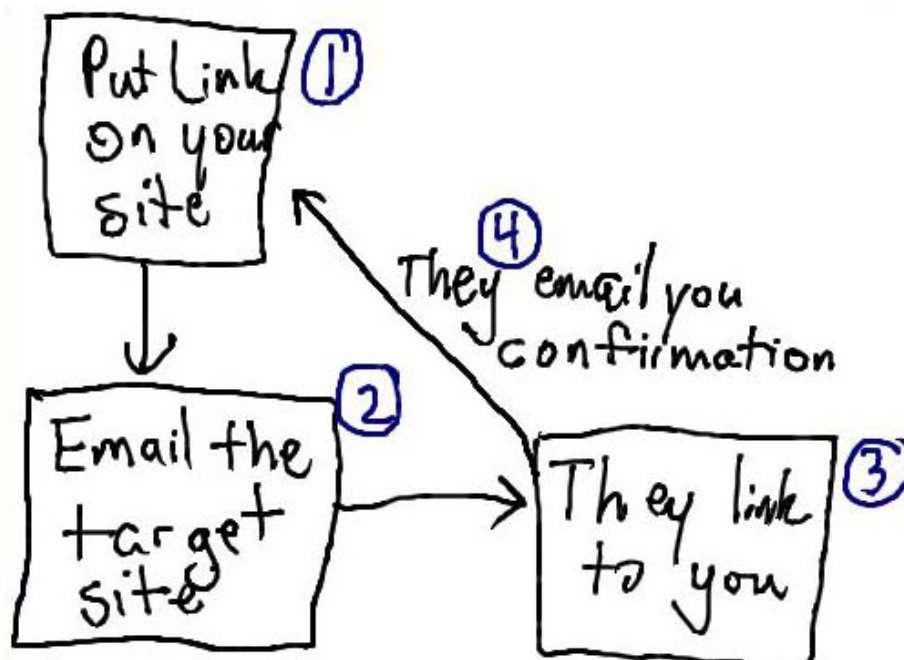 Put Link
on your
site
1
Email the
target
site
2
They link
to you
3
4
They email you
confirmation